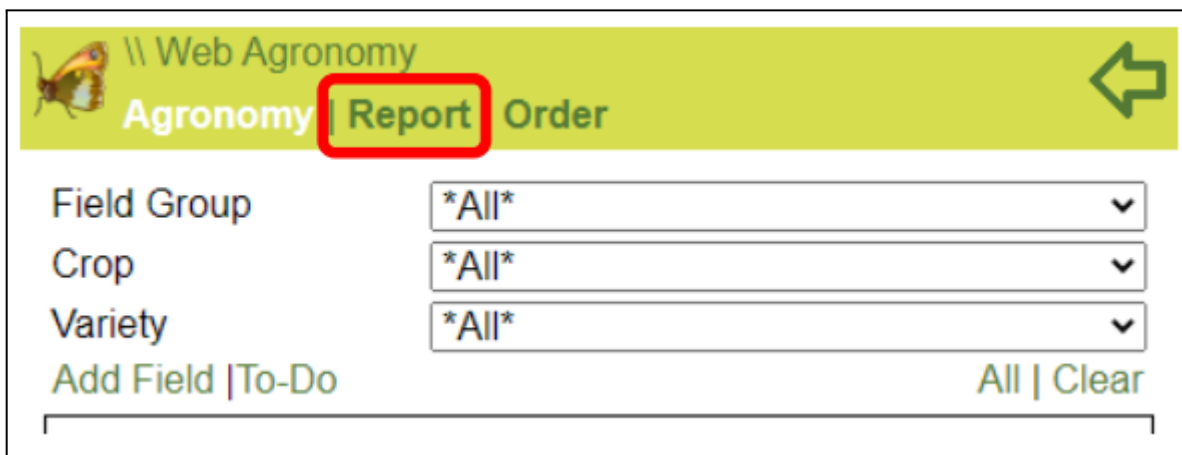 \\ Web Agronomy
Agronomy | Report Order
Field Group *All*
Crop *All*
Variety *All*
Add Field |To-Do All | Clear